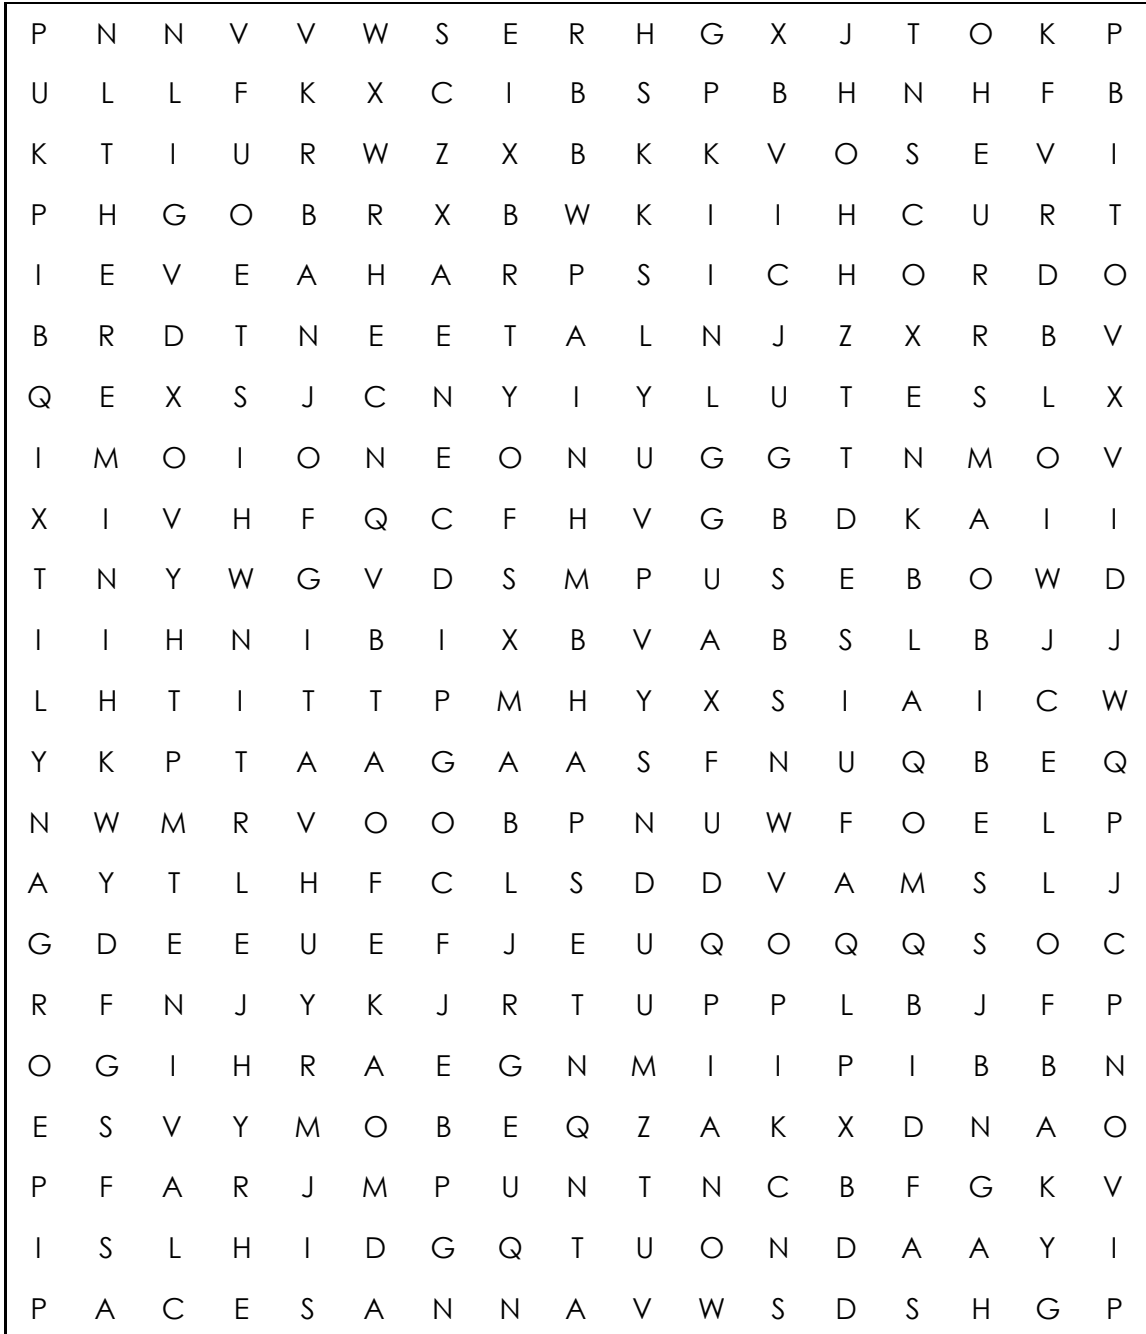 P N N V V W S E R H G X J T O K P
U L L F K X C I B S P B H N H F B
K T I U R W Z X B K K V O S E V I
P H G O B R X B W K I I H C U R T
I E V E A H A R P S I C H O R D O
B R D T N E E T A L N J Z X R B V
Q E X S J C N Y I Y L U T E S L X
I M O I O N E O N U G G T N M O V
X I V H F Q C F H V G B D K A I I
T N Y W G V D S M P U S E B O W D
I I H N I B I X B V A B S L B J J
L H T I T T P M H Y X S I A I C W
Y K P T A A G A A S F N U Q B E Q
N W M R V O O B P N U W F O E L P
A Y T L H F C L S D D V A M S L J
G D E E U E F J E U Q O Q Q S O C
R F N J Y K J R T U P P L B J F P
O G I H R A E G N M I I P I B B N
E S V Y M O B E Q Z A K X D N A O
P F A R J M P U N T N C B F G K V
I S L H I D G Q T U O N D A A Y I
P A C E S A N N A V W S D S H G P